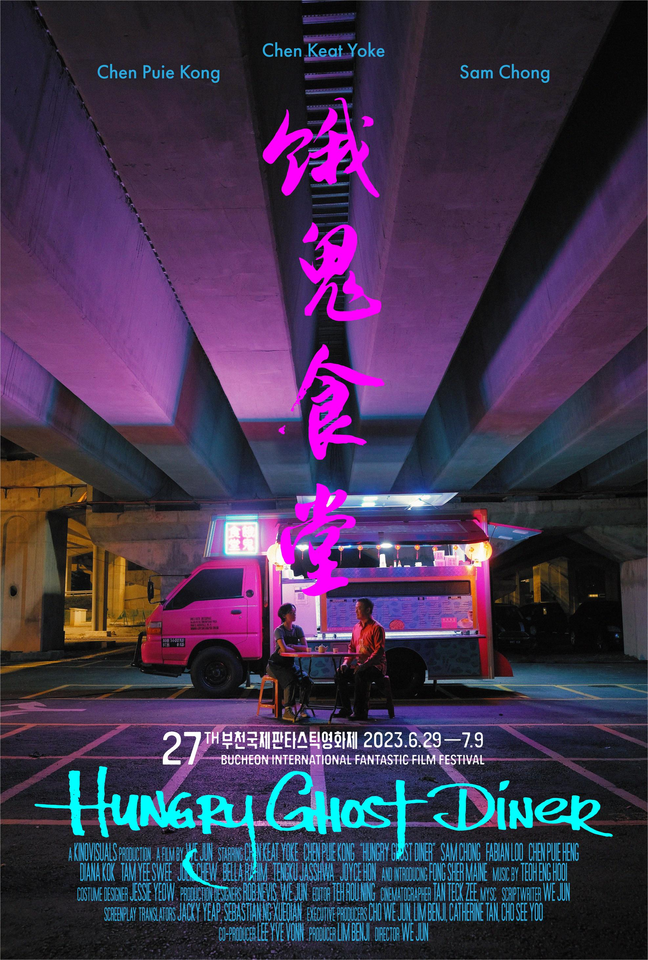 Chen Keat Yoke
Chen Puie Kong
Sam Chong
餓
鬼
食
堂
27TH 부천국제판타스틱영화제 2023.6.29—7.9
BUCHEON INTERNATIONAL FANTASTIC FILM FESTIVAL
HUNGRY GHOST DINER
A KINOVISUALS PRODUCTION A FILM BY WE JUN STARRING CHEN KEAT YOKE CHEN PUIE KONG "HUNGRY GHOST DINER" SAM CHONG FABIAN LOO CHEN PUIE HENG
DIANA KOK TAM YEE SWEE JUNE CHEW BELLA RAHIM TENGKU JASSHWA JOYCE HON AND INTRODUCING FONG SHER MAINE MUSIC BY TEOH ENG HOOI
COSTUME DESIGNER JESSIE YEOW PRODUCTION DESIGNERS ROB NEVIS, WE JUN EDITOR TEH ROU NING CINEMATOGRAPHER TAN TECK ZEE, MYSC SCRIPTWRITER WE JUN
SCREENPLAY TRANSLATORS JACKY YEAP, SEBASTIAN NG XUEQIAN EXECUTIVE PRODUCERS CHO WE JUN, LIM BENJI, CATHERINE TAN, CHO SEE YOO
CO-PRODUCER LEE YVE VONN PRODUCER LIM BENJI DIRECTOR WE JUN